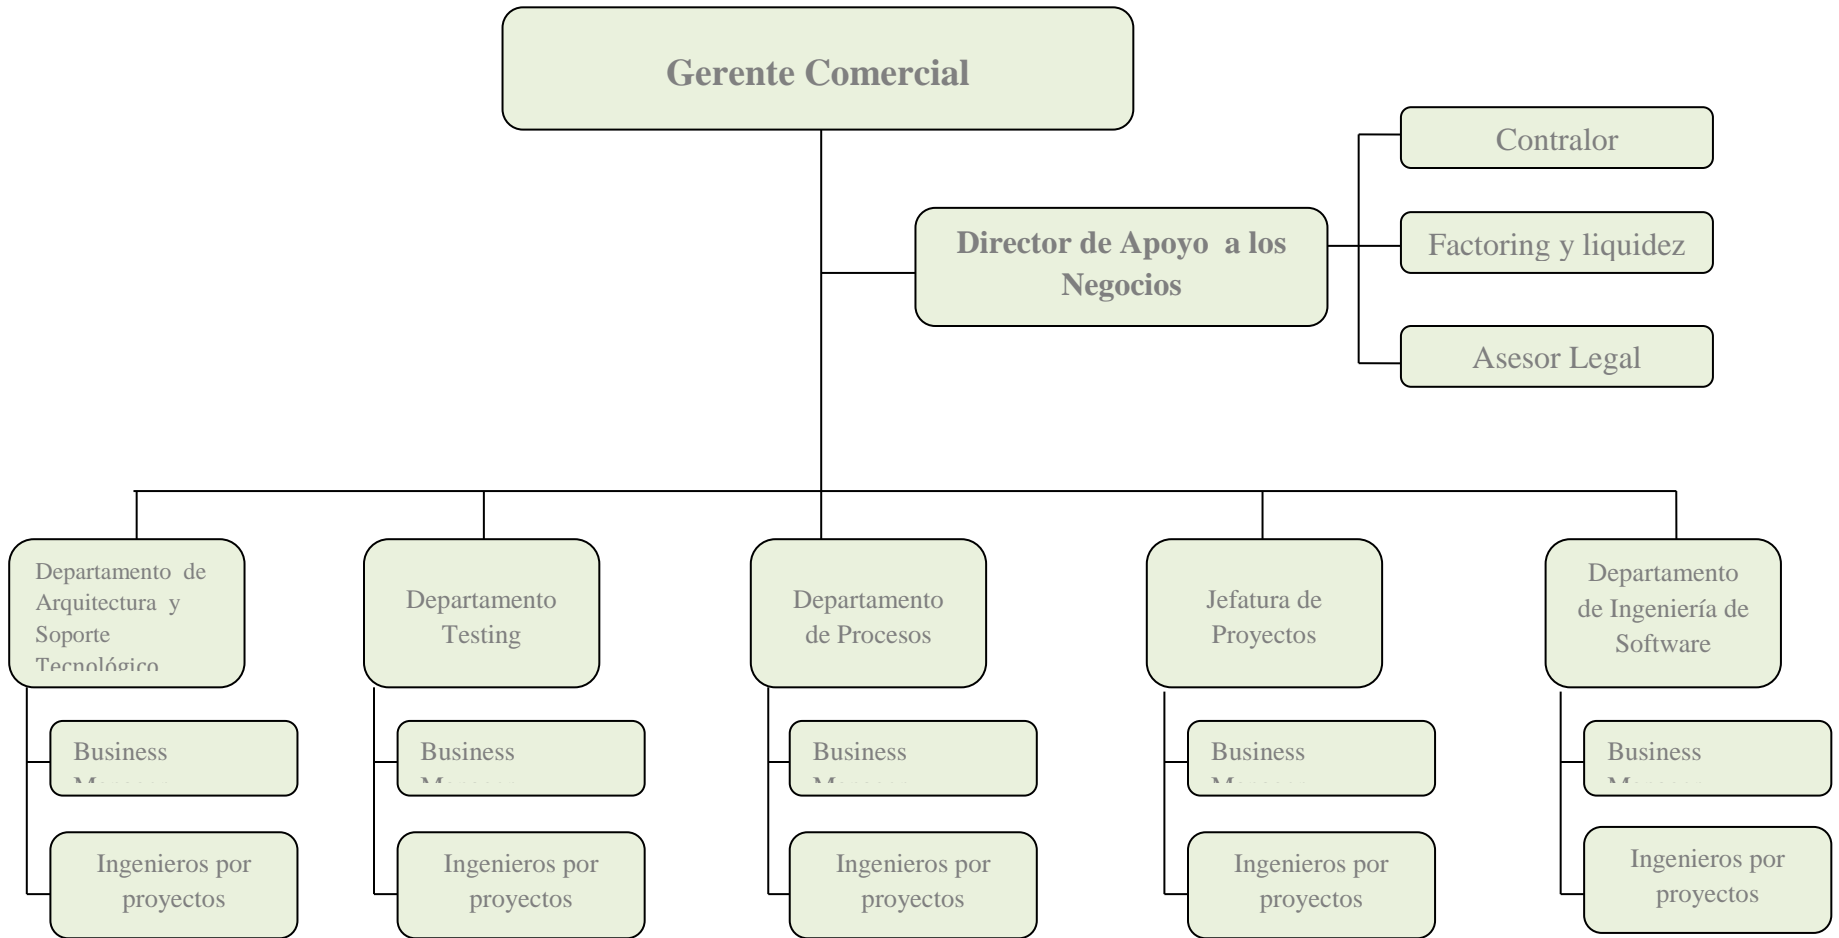 Gerente Comercial
Contralor
Director de Apoyo a los
Negocios
Factoring y liquidez
Asesor Legal
Departamento de
Arquitectura y
Soporte
Tecnológico
Departamento
Testing
Departamento
de Procesos
Jefatura de
Proyectos
Departamento
de Ingeniería de
Software
Business
Business
Business
Business
Business
Ingenieros por
proyectos
Ingenieros por
proyectos
Ingenieros por
proyectos
Ingenieros por
proyectos
Ingenieros por
proyectos